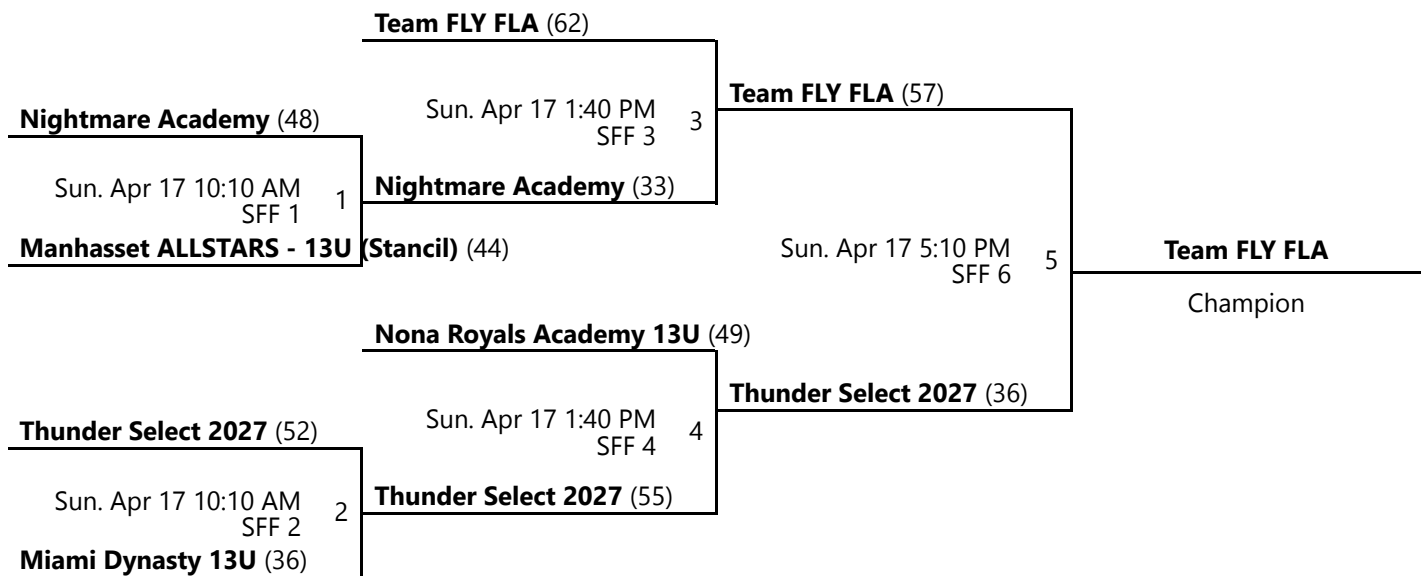 Team FLY FLA (62)
Sun. Apr 17 1:40 PM
SFF 3
3
Team FLY FLA (57)
Nightmare Academy (48)
Sun. Apr 17 10:10 AM
SFF 1
1
Nightmare Academy (33)
Manhasset ALLSTARS - 13U (Stancil) (44)
Sun. Apr 17 5:10 PM
SFF 6
5
Team FLY FLA
Champion
Nona Royals Academy 13U (49)
Thunder Select 2027 (36)
Sun. Apr 17 1:40 PM
SFF 4
4
Thunder Select 2027 (52)
Sun. Apr 17 10:10 AM
SFF 2
2
Thunder Select 2027 (55)
Miami Dynasty 13U (36)